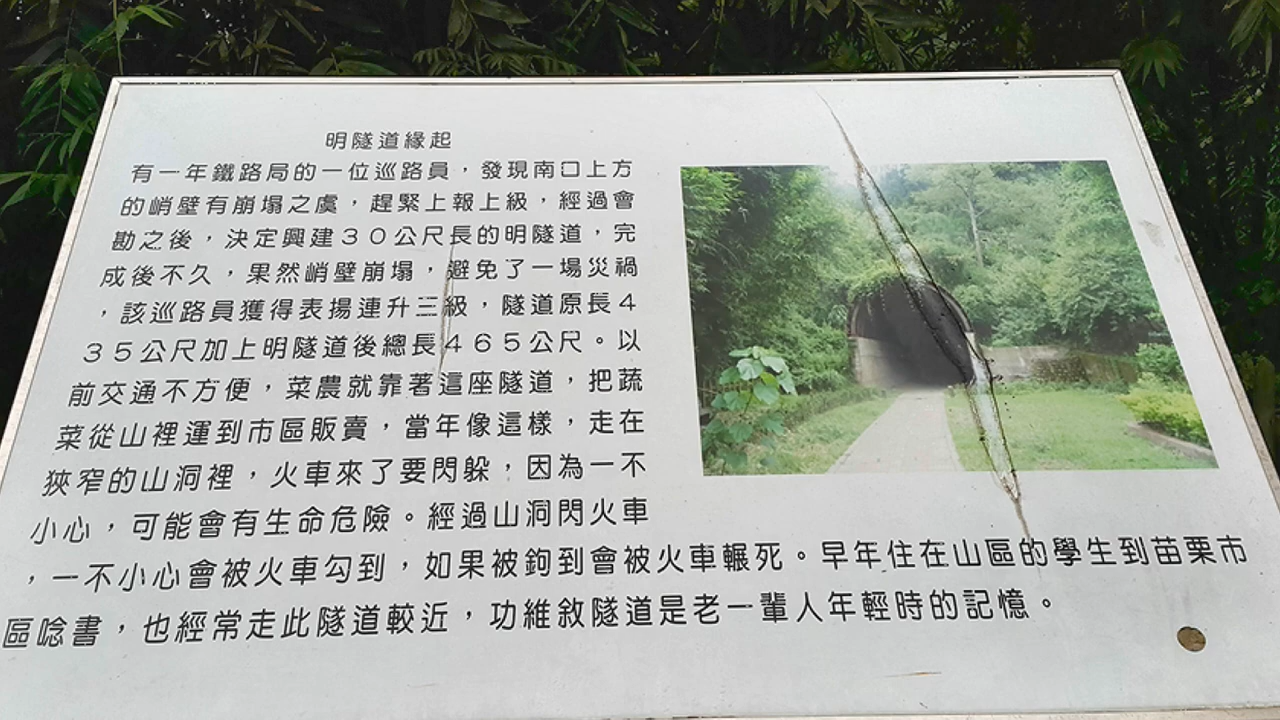 明隧道緣起
有一年鐵路局的一位巡路員，發現南口上方
的峭壁有崩塌之虞，趕緊上報上級，經過會
勘之後，決定興建３０公尺長的明隧道，完
成後不久，果然峭壁崩塌，避免了一場災禍
，該巡路員獲得表揚連升三級，隧道原長４
３５公尺加上明隧道後總長４６５公尺。以
前交通不方便，菜農就靠著這座隧道，把蔬
菜從山裡運到市區販賣，當年像這樣，走在
狹窄的山洞裡，火車來了要閃躲，因為一不
小心，可能會有生命危險。經過山洞閃火車
，一不小心會被火車勾到，如果被鉤到會被火車輾死。早年住在山區的學生到苗栗市
區唸書，也經常走此隧道較近，功維敘隧道是老一輩人年輕時的記憶。